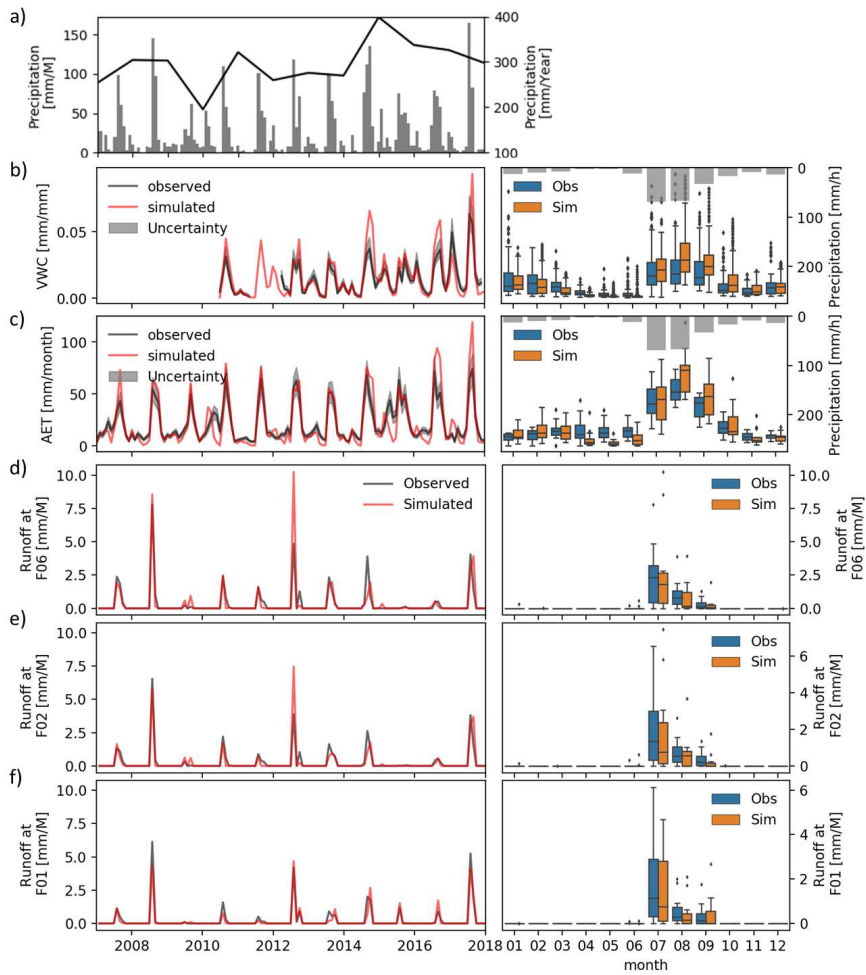 a)
Precipitation
[mm/M]
150
100
50
0
400
300
200
100
Precipitation
[mm/Year]
b)
VWC [mm/mm]
0.05
0.00
observed
simulated
Uncertainty
Obs
Sim
0
100
200
Precipitation [mm/h]
c)
AET [mm/month]
100
50
0
observed
simulated
Uncertainty
Obs
Sim
0
100
200
Precipitation [mm/h]
d)
Runoff at
F06 [mm/M]
10.0
7.5
5.0
2.5
0.0
Observed
Simulated
Obs
Sim
10.0
7.5
5.0
2.5
0.0
Runoff at
F06 [mm/M]
e)
Runoff at
F02 [mm/M]
10.0
7.5
5.0
2.5
0.0
Obs
Sim
6
4
2
0
Runoff at
F02 [mm/M]
f)
Runoff at
F01 [mm/M]
10.0
7.5
5.0
2.5
0.0
Obs
Sim
6
4
2
0
Runoff at
F01 [mm/M]
2008 2010 2012 2014 2016 2018
01 02 03 04 05 06 07 08 09 10 11 12
month